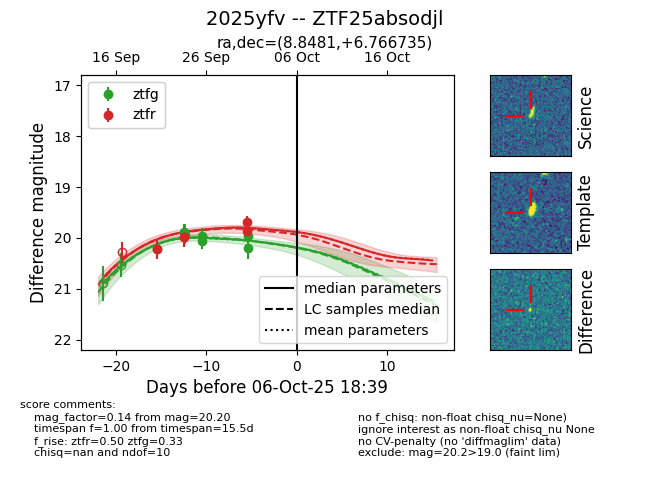 2025yfv -- ZTF25absodjl
ra,dec=(8.8481,+6.766735)
16 Sep 26 Sep 06 Oct 16 Oct
ztfg
ztfr
17
18
19
20
21
22
Difference magnitude
median parameters
LC samples median
mean parameters
−20 −10 0 10
Days before 06-Oct-25 18:39
Science
Template
Difference
score comments:
mag_factor=0.14 from mag=20.20
timespan f=1.00 from timespan=15.5d
f_rise: ztfr=0.50 ztfg=0.33
chisq=nan and ndof=10
no f_chisq: non-float chisq_nu=None)
ignore interest as non-float chisq_nu None
no CV-penalty (no 'diffmaglim' data)
exclude: mag=20.2>19.0 (faint lim)